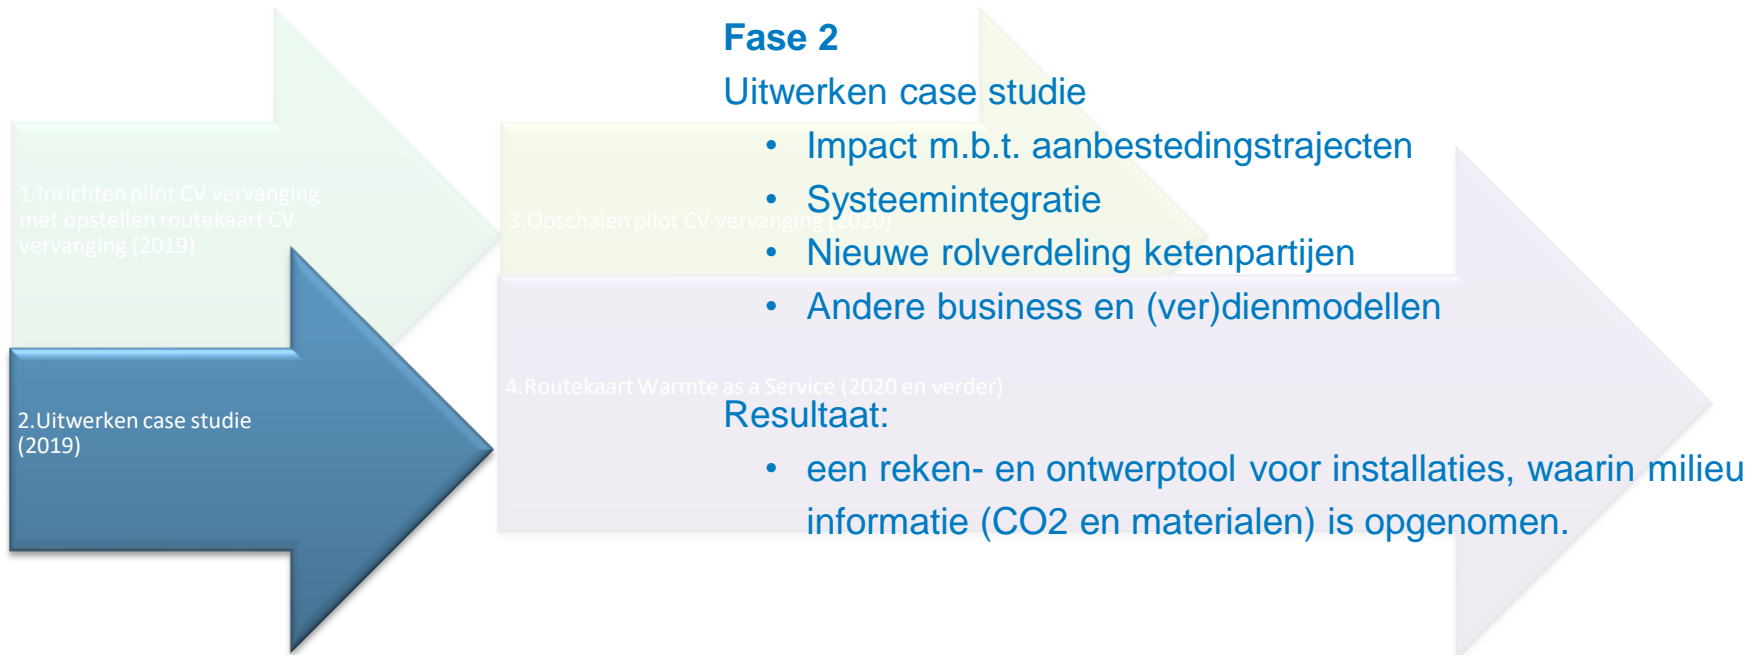 Fase 2
Uitwerken case studie
• Impact m.b.t. aanbestedingstrajecten
• Systeemintegratie
• Nieuwe rolverdeling ketenpartijen
• Andere business en (ver)dienmodellen
Resultaat:
• een reken- en ontwerptool voor installaties, waarin milieu
informatie (CO2 en materialen) is opgenomen.
1.Inrichten pilot CV vervanging
met opstellen routekaart CV
vervanging (2019)
2.Uitwerken case studie
(2019)
3.Opschalen pilot CV vervanging (2020)
4.Routekaart Warmte as a Service (2020 en verder)